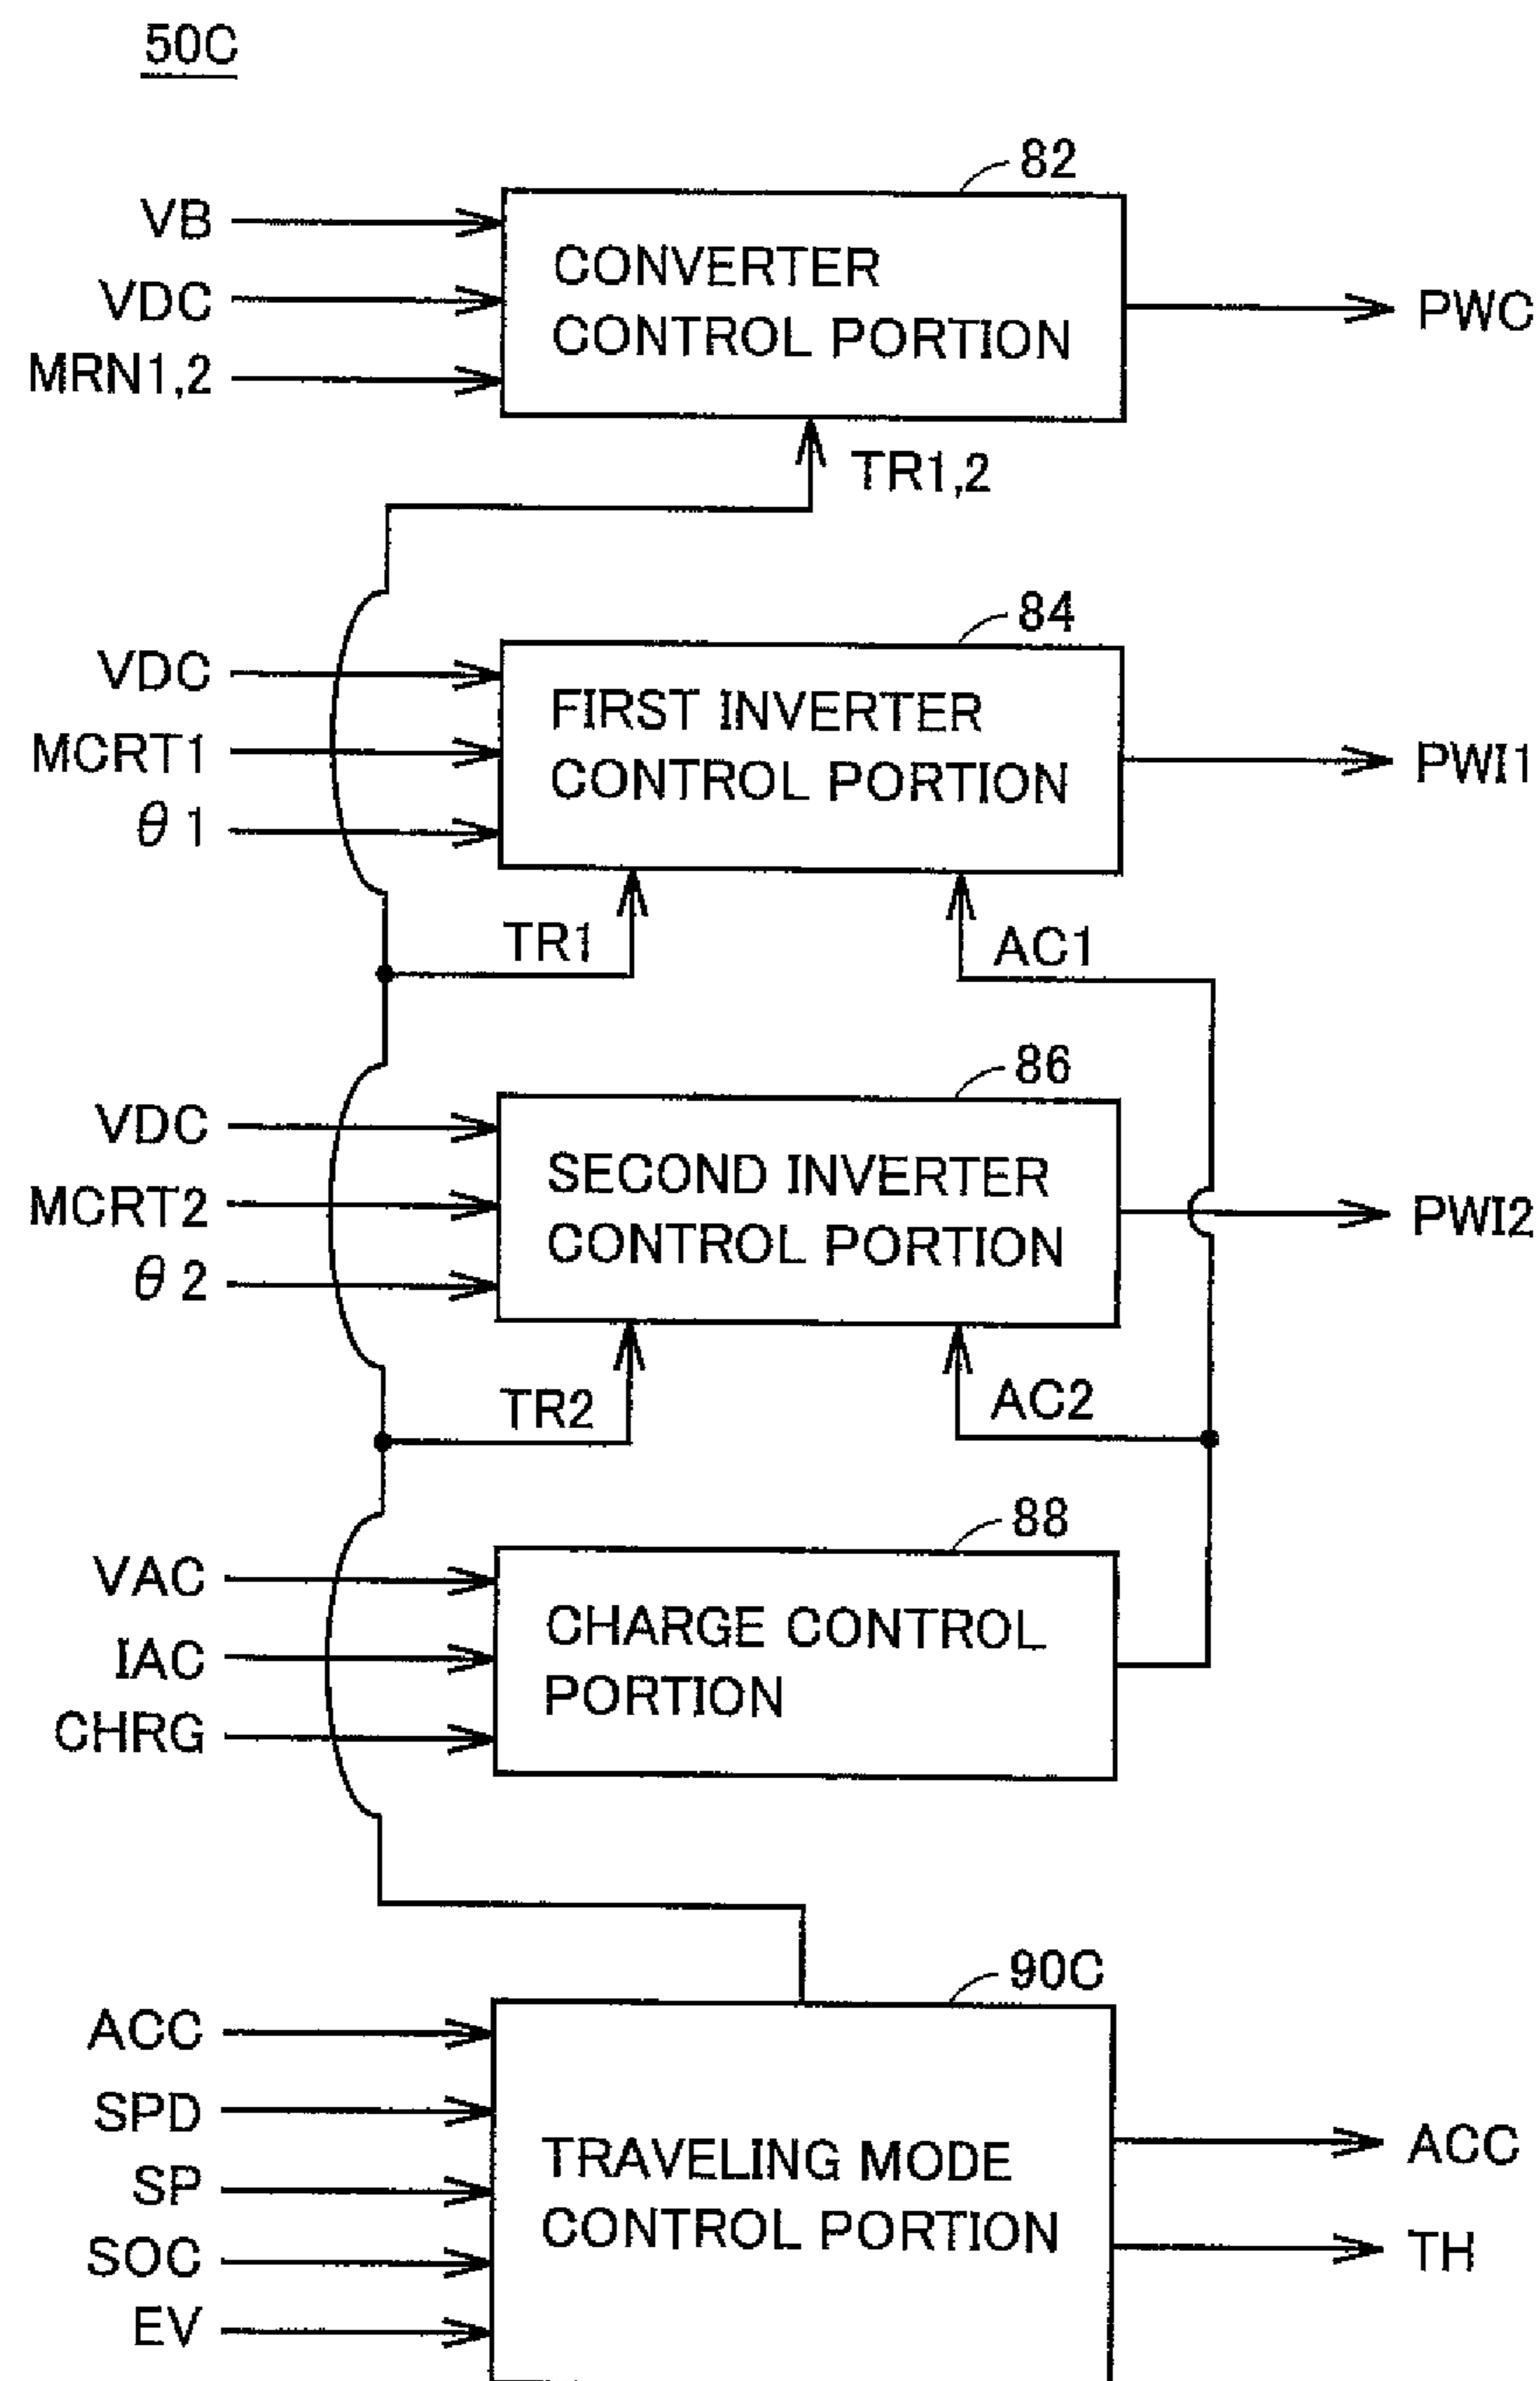 50C
82
VB
VDC
MRN1,2
CONVERTER
CONTROL PORTION
PWC
TR1,2
84
VDC
MCRT1
θ1
FIRST INVERTER
CONTROL PORTION
PWI1
TR1
AC1
86
VDC
MCRT2
θ2
SECOND INVERTER
CONTROL PORTION
PWI2
TR2
AC2
88
VAC
IAC
CHRG
CHARGE CONTROL
PORTION
90C
ACC
SPD
SP
SOC
EV
TRAVELING MODE
CONTROL PORTION
ACC
TH